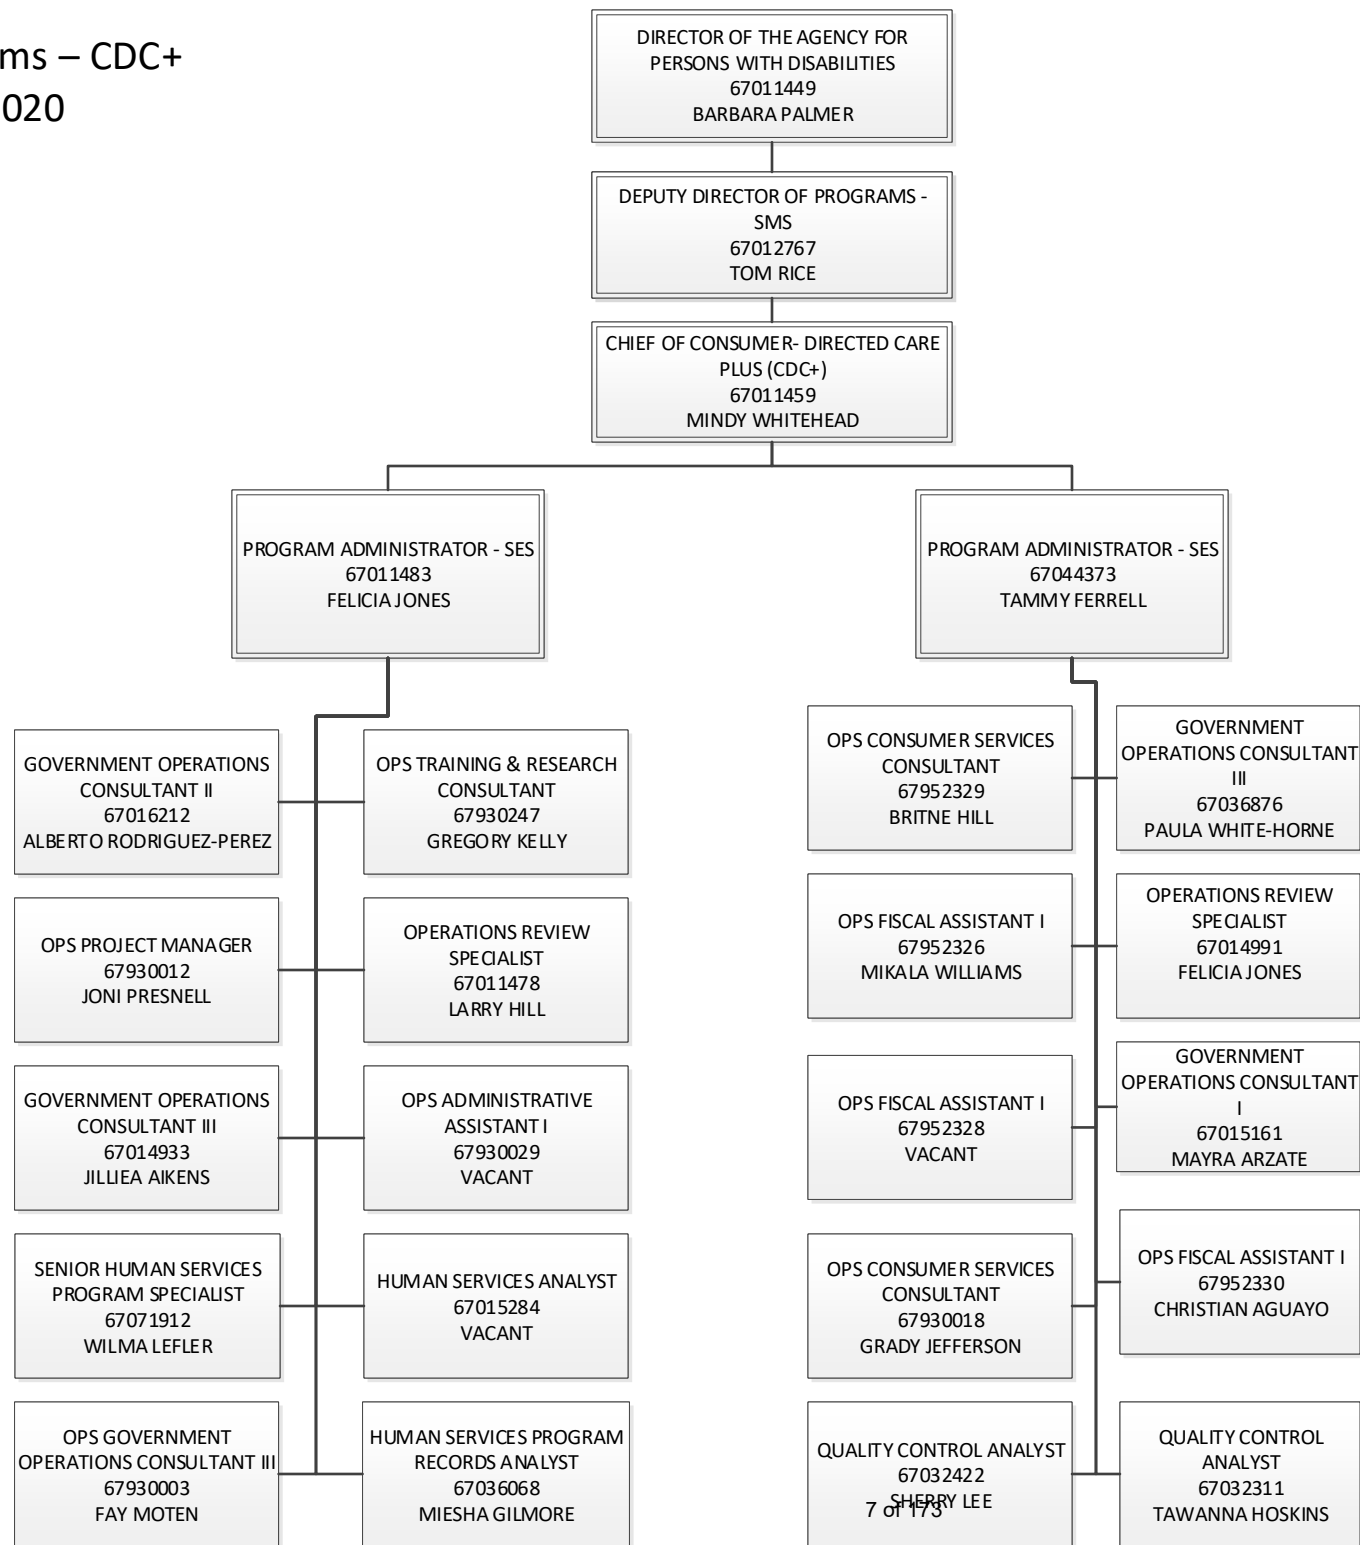 ms – CDC+
020
DIRECTOR OF THE AGENCY FOR
PERSONS WITH DISABILITIES
67011449
BARBARA PALMER
DEPUTY DIRECTOR OF PROGRAMS -
SMS
67012767
TOM RICE
CHIEF OF CONSUMER- DIRECTED CARE
PLUS (CDC+)
67011459
MINDY WHITEHEAD
PROGRAM ADMINISTRATOR - SES
67011483
FELICIA JONES
PROGRAM ADMINISTRATOR - SES
67044373
TAMMY FERRELL
GOVERNMENT OPERATIONS
CONSULTANT II
67016212
ALBERTO RODRIGUEZ-PEREZ
OPS TRAINING & RESEARCH
CONSULTANT
67930247
GREGORY KELLY
OPS CONSUMER SERVICES
CONSULTANT
67952329
BRITNE HILL
GOVERNMENT
OPERATIONS CONSULTANT
III
67036876
PAULA WHITE-HORNE
OPS PROJECT MANAGER
67930012
JONI PRESNELL
OPERATIONS REVIEW
SPECIALIST
67011478
LARRY HILL
OPS FISCAL ASSISTANT I
67952326
MIKALA WILLIAMS
OPERATIONS REVIEW
SPECIALIST
67014991
FELICIA JONES
GOVERNMENT OPERATIONS
CONSULTANT III
67014933
JILLIEA AIKENS
OPS ADMINISTRATIVE
ASSISTANT I
67930029
VACANT
OPS FISCAL ASSISTANT I
67952328
VACANT
GOVERNMENT
OPERATIONS CONSULTANT
I
67015161
MAYRA ARZATE
SENIOR HUMAN SERVICES
PROGRAM SPECIALIST
67071912
WILMA LEFLER
HUMAN SERVICES ANALYST
67015284
VACANT
OPS CONSUMER SERVICES
CONSULTANT
67930018
GRADY JEFFERSON
OPS FISCAL ASSISTANT I
67952330
CHRISTIAN AGUAYO
OPS GOVERNMENT
OPERATIONS CONSULTANT III
67930003
FAY MOTEN
HUMAN SERVICES PROGRAM
RECORDS ANALYST
67036068
MIESHA GILMORE
QUALITY CONTROL ANALYST
67032422
SHERRY LEE
QUALITY CONTROL
ANALYST
67032311
TAWANNA HOSKINS
7 of 173